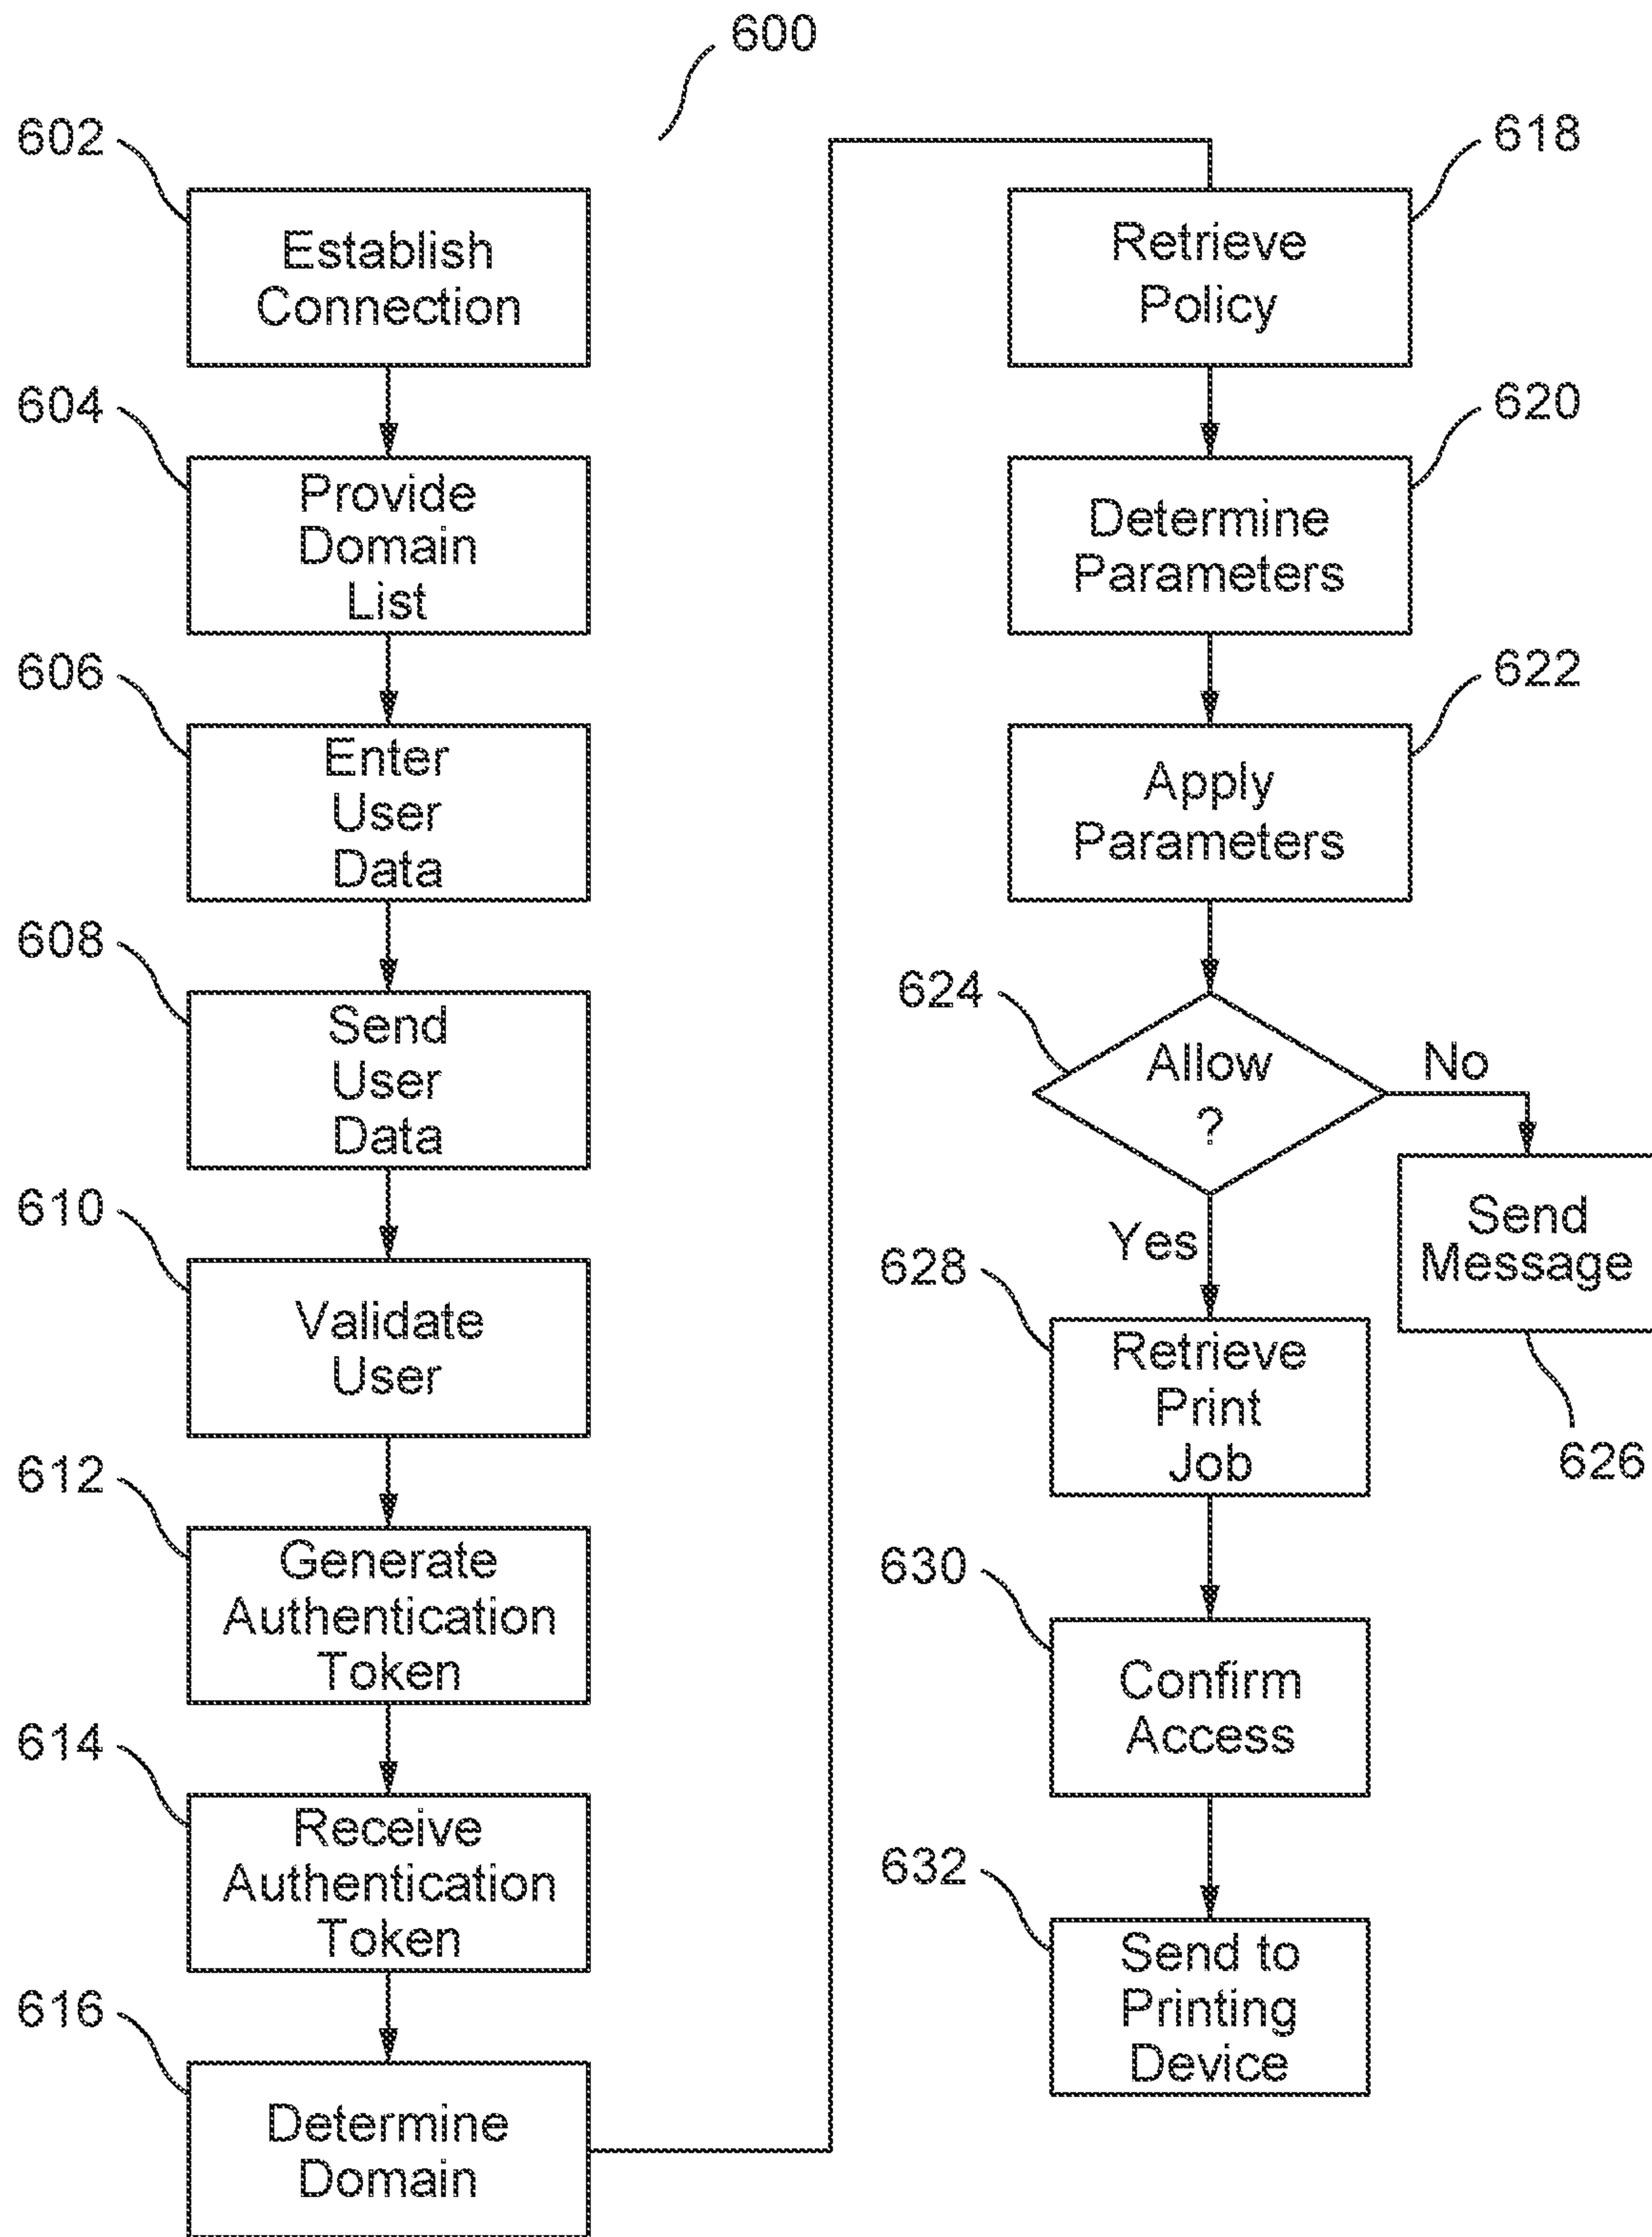 600
602
Establish
Connection
604
Provide
Domain
List
606
Enter
User
Data
608
Send
User
Data
610
Validate
User
612
Generate
Authentication
Token
614
Receive
Authentication
Token
616
Determine
Domain
618
Retrieve
Policy
620
Determine
Parameters
622
Apply
Parameters
624
Allow
?
No
Send
Message
626
Yes
628
Retrieve
Print
Job
630
Confirm
Access
632
Send to
Printing
Device